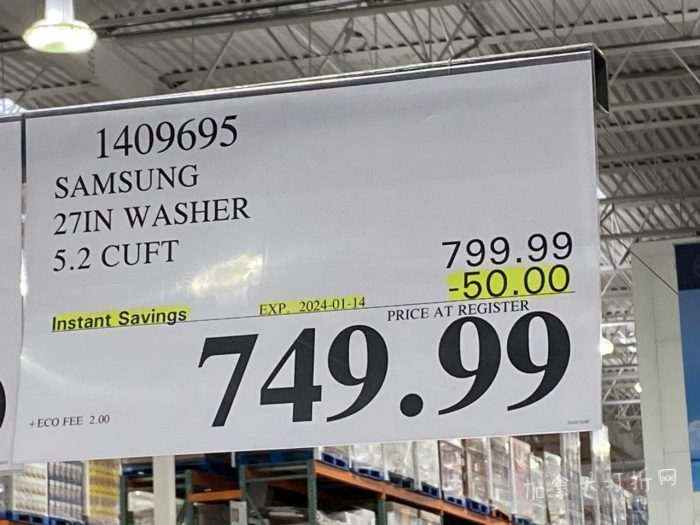 1409695
SAMSUNG
27IN WASHER
5.2 CUFT
799.99
-50.00
Instant Savings
EXP. 2024-01-14
PRICE AT REGISTER
749.99
+ECO FEE 2.00
加拿大打折网